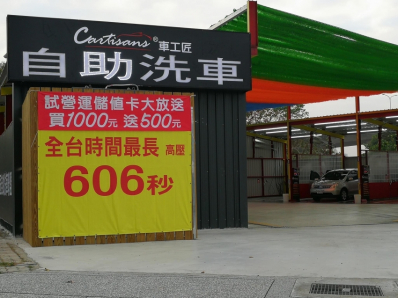 Cartisans® 車工匠
自助洗車
試營運儲值卡大放送
買1000元 送500元
全台時間最長 高壓
606秒